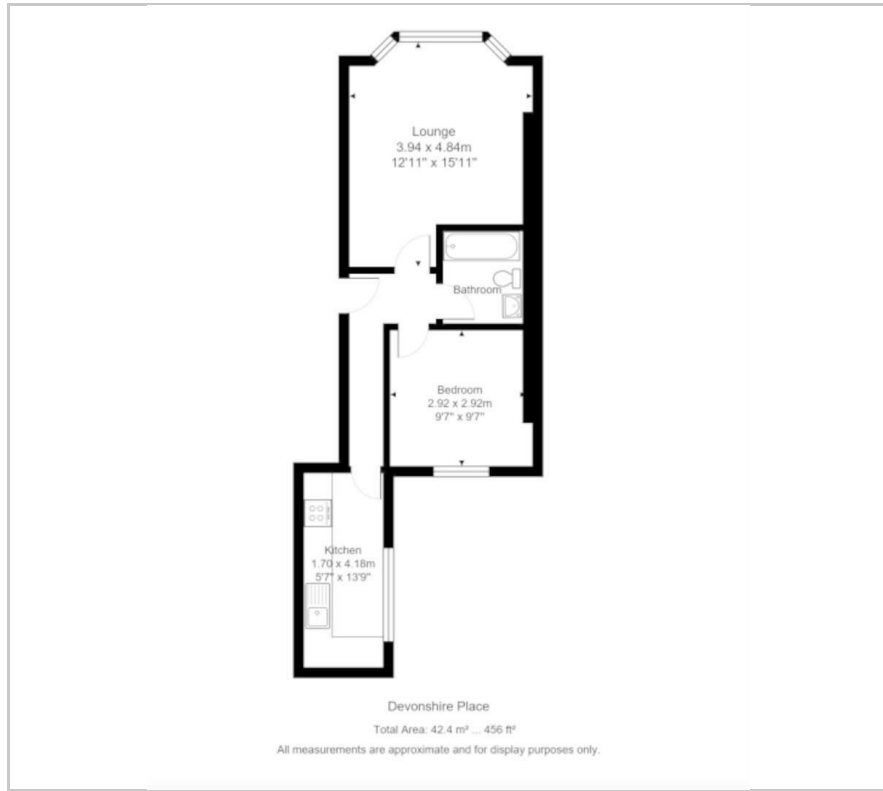 Lounge
3.94 x 4.84m
12'11" x 15'11"
Bathroom
Bedroom
2.92 x 2.92m
9'7" x 9'7"
Kitchen
1.70 x 4.18m
5'7" x 13'9"
Devonshire Place
Total Area: 42.4 m² ... 456 ft²
All measurements are approximate and for display purposes only.